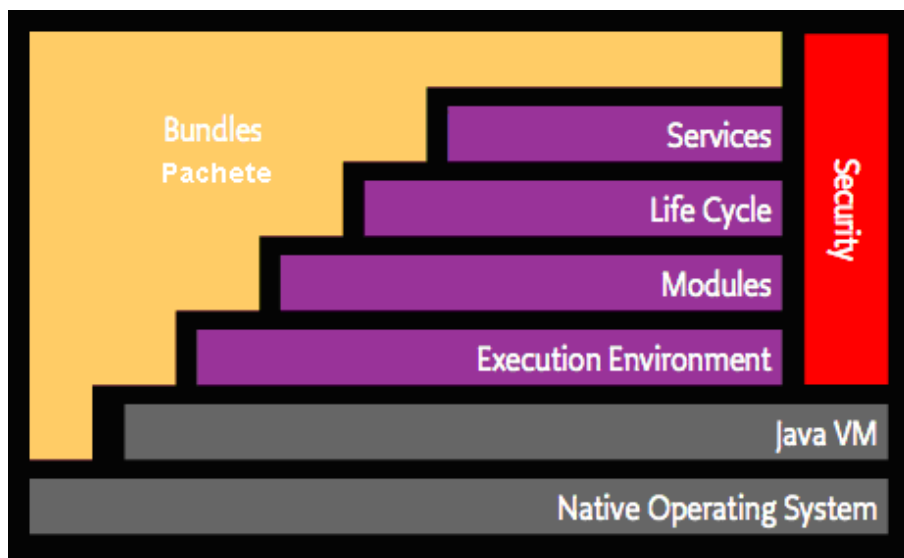 Bundles
Pachete
Services
Life Cycle
Modules
Execution Environment
Security
Java VM
Native Operating System